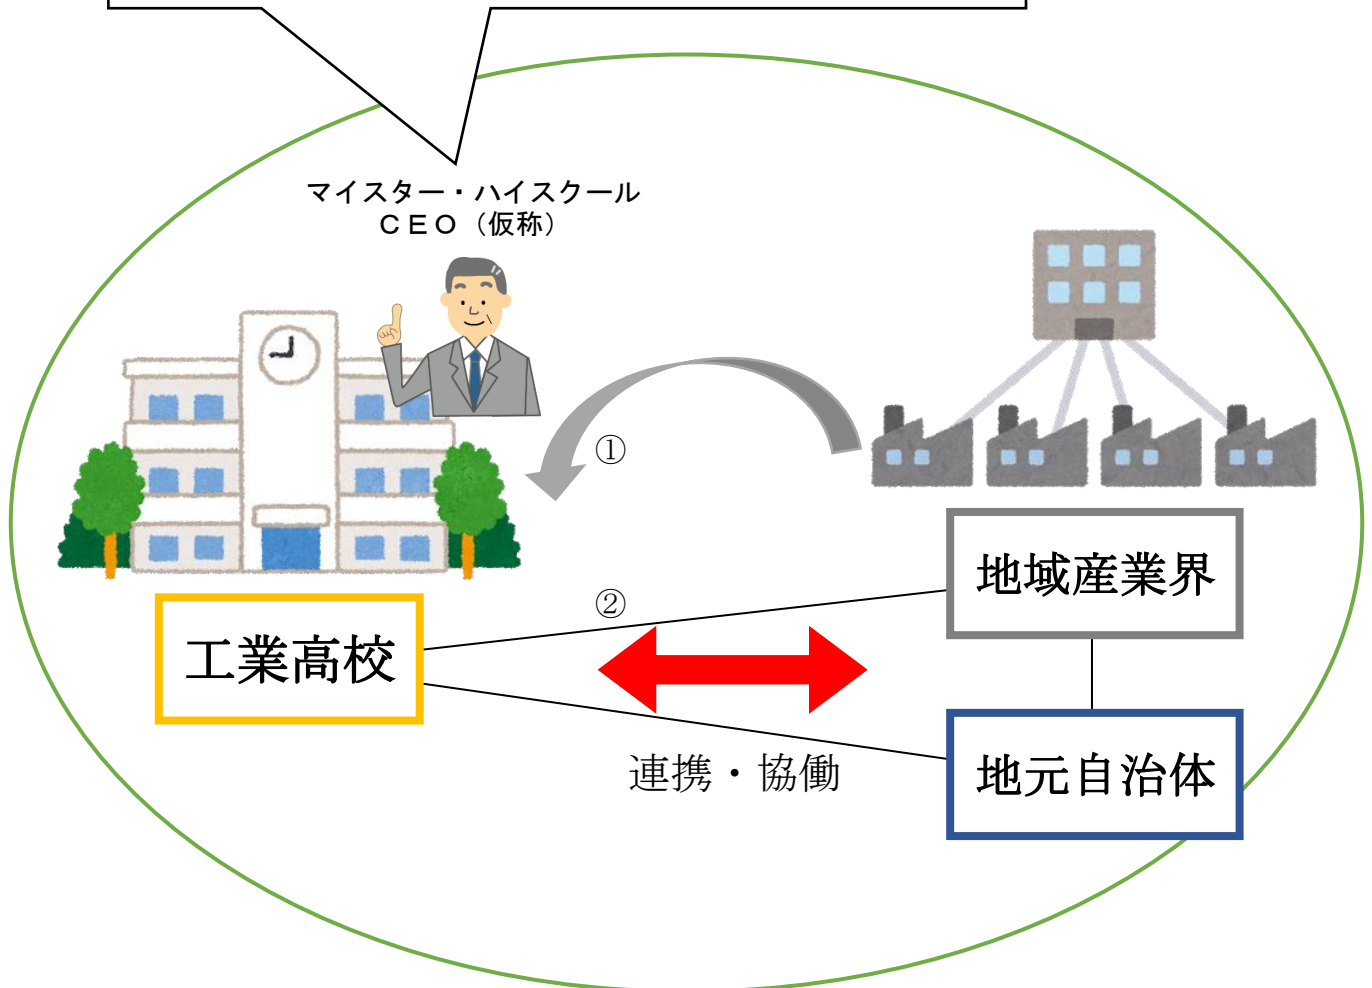 マイスター・ハイスクール
ＣＥＯ（仮称）
①
地域産業界
②
工業高校
連携・協働
地元自治体